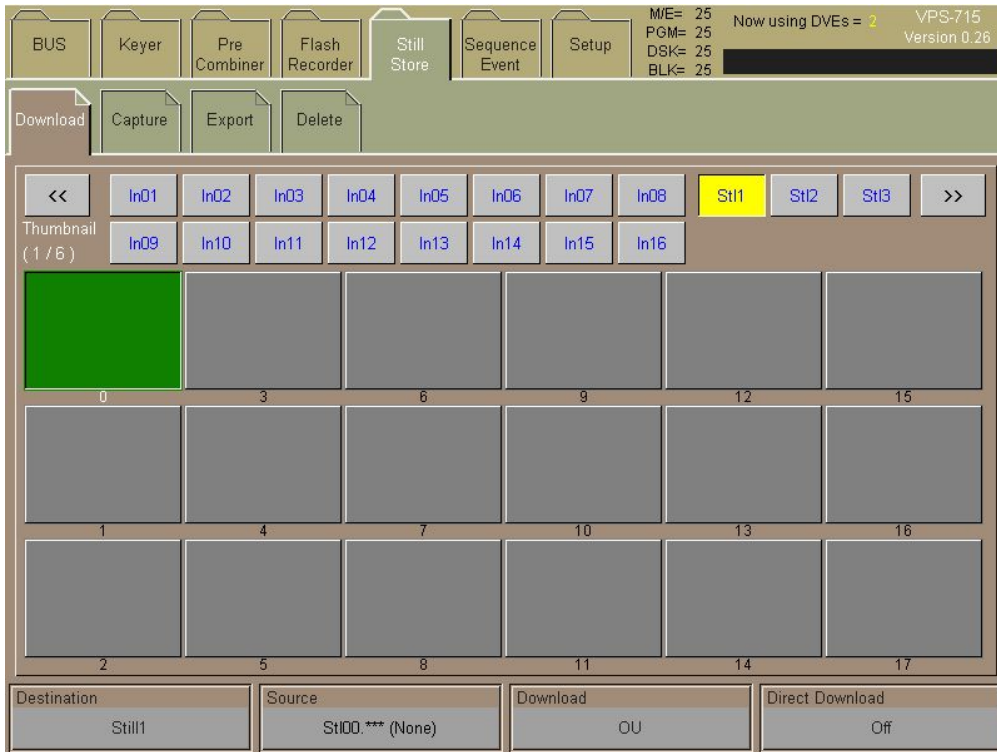 BUS
Keyer
Pre
Combiner
Flash
Recorder
Still
Store
Sequence
Event
Setup
M/E= 25
PGM= 25
DSK= 25
BLK= 25
Now using DVEs = 2
VPS-715
Version 0.26
Download
Capture
Export
Delete
<< In01 In02 In03 In04 In05 In06 In07 In08 Stl1 Stl2 Stl3 >>
Thumbnail
( 1 / 6 )
In09 In10 In11 In12 In13 In14 In15 In16
0 3 6 9 12 15
1 4 7 10 13 16
2 5 8 11 14 17
Destination
Still1
Source
Stl00.*** (None)
Download
OU
Direct Download
Off